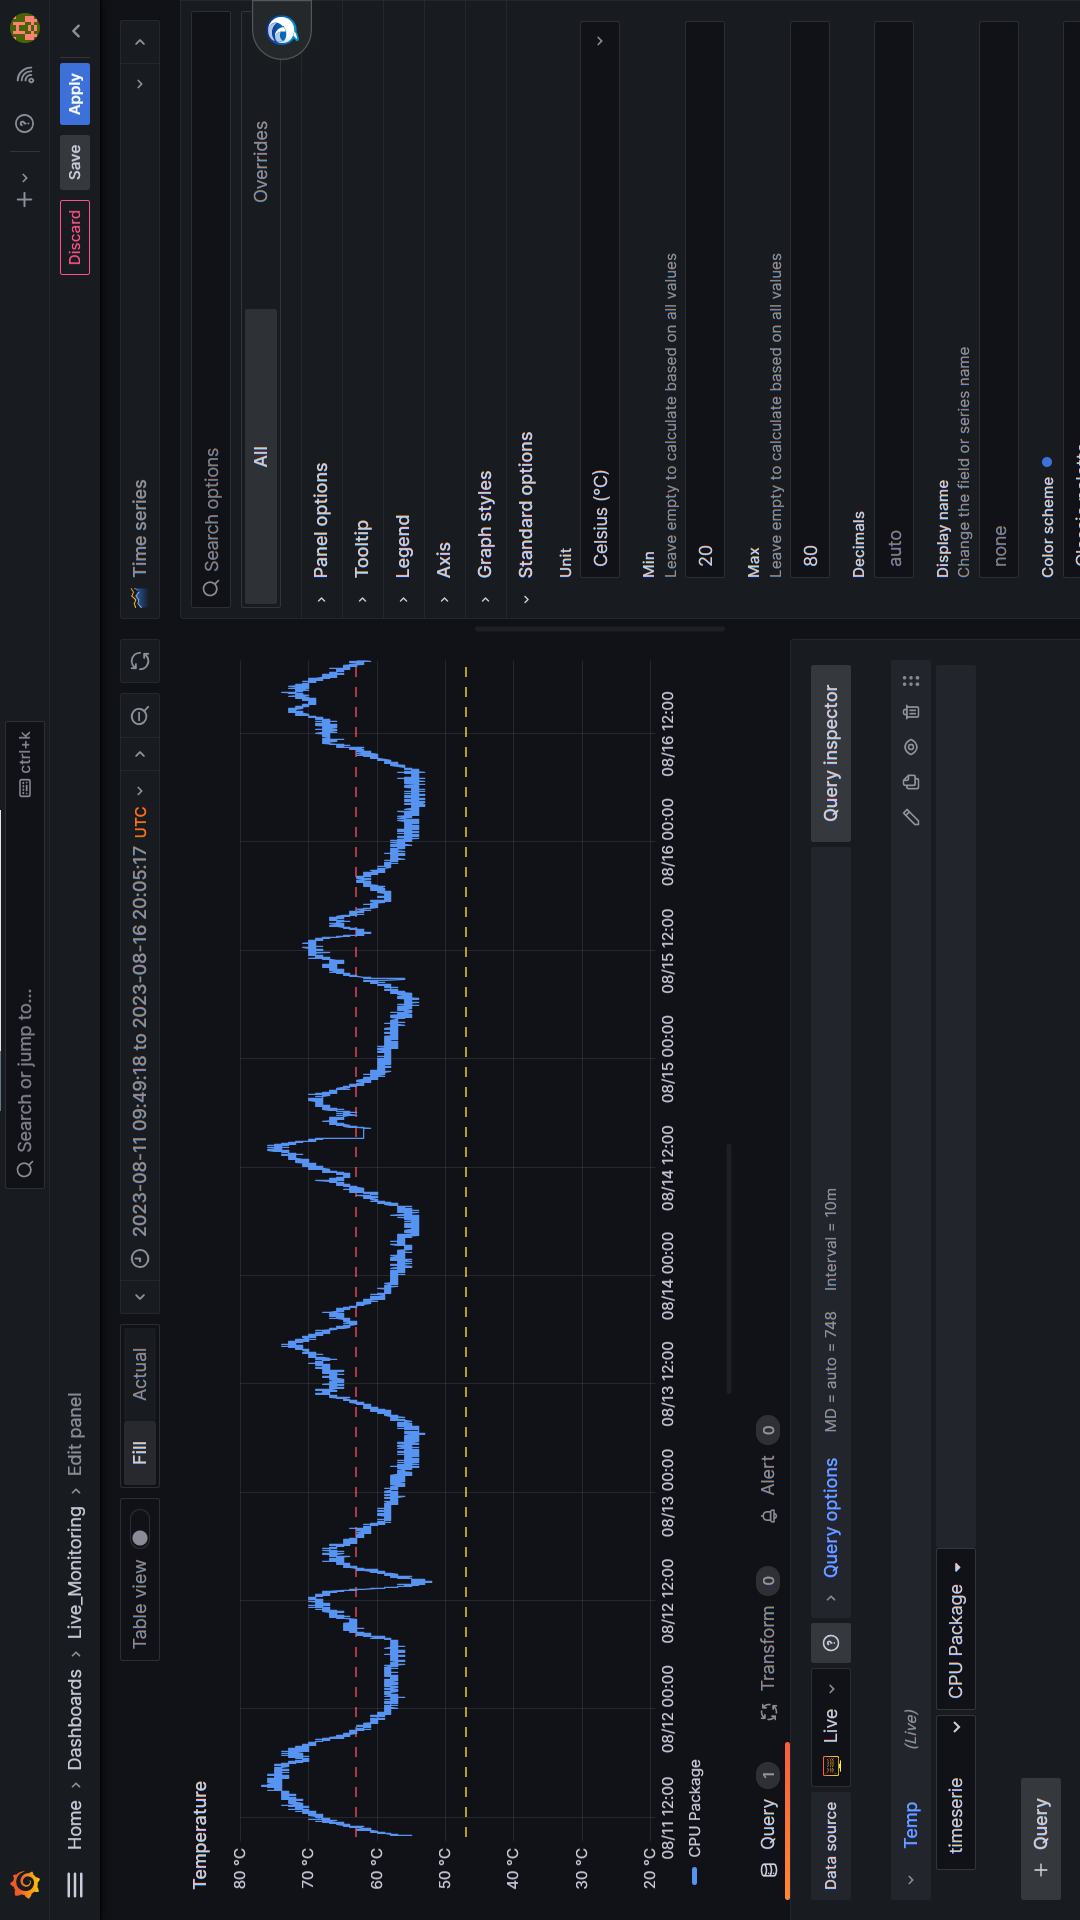 Search or jump to...
ctrl+k
Home
Dashboards
Live_Monitoring
Edit panel
Discard
Save
Apply
Table view
Fill
Actual
2023-08-11 09:49:18 to 2023-08-16 20:05:17 UTC
Time series
Temperature
80 °C
70 °C
60 °C
50 °C
40 °C
30 °C
20 °C
08/11 12:00
08/12 00:00
08/12 12:00
08/13 00:00
08/13 12:00
08/14 00:00
08/14 12:00
08/15 00:00
08/15 12:00
08/16 00:00
08/16 12:00
CPU Package
Query 1
Transform 0
Alert 0
Data source
Live
Query options
MD = auto = 748
Interval = 10m
Query inspector
Temp
(Live)
timeserie
CPU Package
+ Query
Search options
All
Overrides
Panel options
Tooltip
Legend
Axis
Graph styles
Standard options
Unit
Celsius (°C)
Min
Leave empty to calculate based on all values
20
Max
Leave empty to calculate based on all values
80
Decimals
auto
Display name
Change the field or series name
none
Color scheme